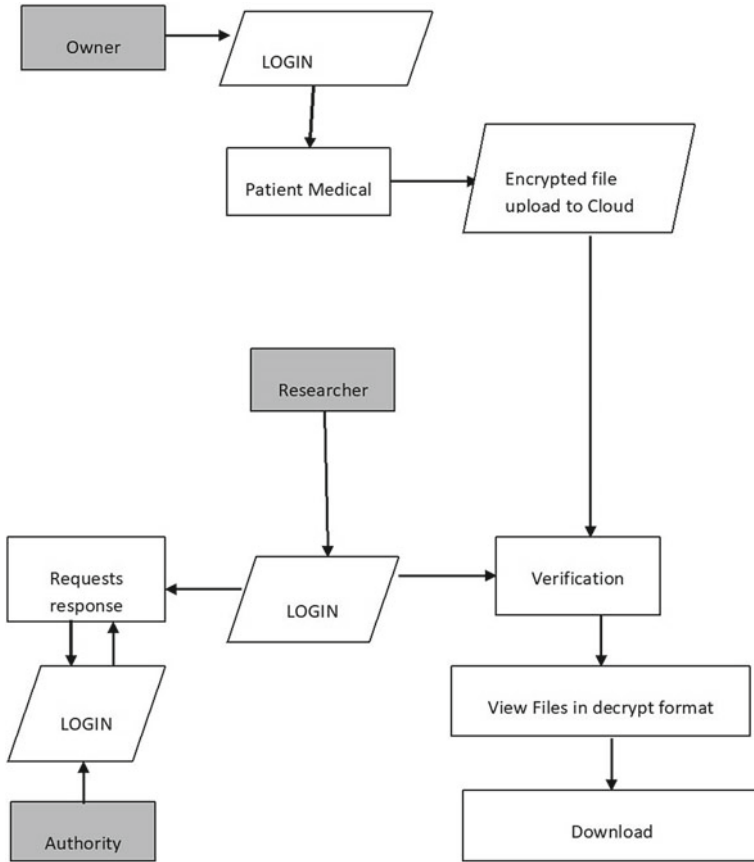 Owner
LOGIN
Patient Medical
Encrypted file
upload to Cloud
Researcher
Requests
response
LOGIN
Verification
LOGIN
View Files in decrypt format
Authority
Download